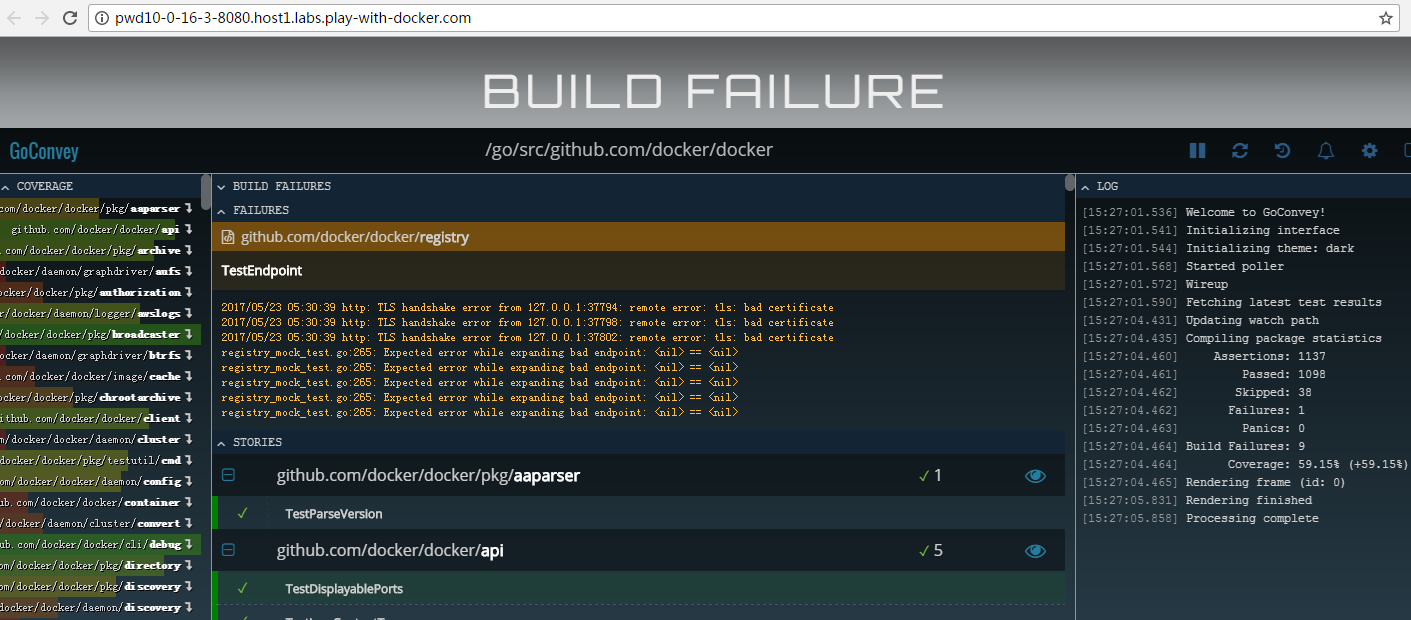 pwd10-0-16-3-8080.host1.labs.play-with-docker.com
BUILD FAILURE
GoConvey
/go/src/github.com/docker/docker
COVERAGE
com/docker/docker/pkg/aaparser
github.com/docker/docker/api
.com/docker/docker/pkg/archive
docker/daemon/graphdriver/aufs
ocker/docker/pkg/authorization
r/docker/daemon/logger/awslogs
/docker/docker/pkg/broadcaster
ocker/daemon/graphdriver/btrfs
.com/docker/docker/image/cache
ocker/docker/pkg/chrootarchive
ithub.com/docker/docker/client
m/docker/docker/daemon/cluster
docker/docker/pkg/testutil/cmd
om/docker/docker/daemon/config
ub.com/docker/docker/container
/docker/daemon/cluster/convert
ub.com/docker/docker/cli/debug
om/docker/docker/pkg/directory
om/docker/docker/pkg/discovery
docker/docker/daemon/discovery
BUILD FAILURES
FAILURES
github.com/docker/docker/registry
TestEndpoint
2017/05/23 05:30:39 http: TLS handshake error from 127.0.0.1:37794: remote error: tls: bad certificate
2017/05/23 05:30:39 http: TLS handshake error from 127.0.0.1:37798: remote error: tls: bad certificate
2017/05/23 05:30:39 http: TLS handshake error from 127.0.0.1:37802: remote error: tls: bad certificate
registry_mock_test.go:265: Expected error while expanding bad endpoint: <nil> == <nil>
registry_mock_test.go:265: Expected error while expanding bad endpoint: <nil> == <nil>
registry_mock_test.go:265: Expected error while expanding bad endpoint: <nil> == <nil>
registry_mock_test.go:265: Expected error while expanding bad endpoint: <nil> == <nil>
registry_mock_test.go:265: Expected error while expanding bad endpoint: <nil> == <nil>
STORIES
github.com/docker/docker/pkg/aaparser
1
TestParseVersion
github.com/docker/docker/api
5
TestDisplayablePorts
LOG
[15:27:01.536] Welcome to GoConvey!
[15:27:01.541] Initializing interface
[15:27:01.544] Initializing theme: dark
[15:27:01.568] Started poller
[15:27:01.572] Wireup
[15:27:01.590] Fetching latest test results
[15:27:04.431] Updating watch path
[15:27:04.435] Compiling package statistics
[15:27:04.460] Assertions: 1137
[15:27:04.461] Passed: 1098
[15:27:04.462] Skipped: 38
[15:27:04.462] Failures: 1
[15:27:04.463] Panics: 0
[15:27:04.464] Build Failures: 9
[15:27:04.464] Coverage: 59.15% (+59.15%)
[15:27:04.465] Rendering frame (id: 0)
[15:27:05.831] Rendering finished
[15:27:05.858] Processing complete